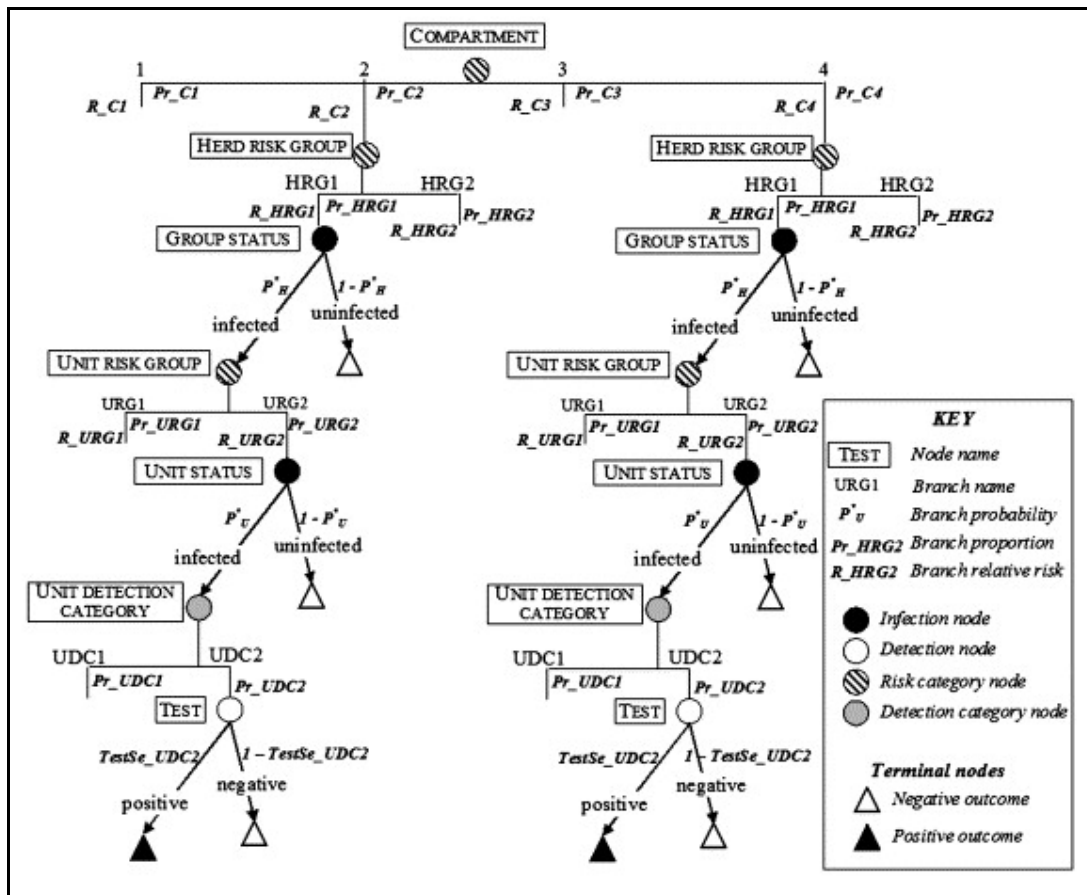 COMPARTMENT
1 2 3 4
R_C1 Pr_C1 R_C2 Pr_C2 R_C3 Pr_C3 R_C4 Pr_C4
HERD RISK GROUP HERD RISK GROUP
HRG1 HRG2 HRG1 HRG2
R_HRG1 Pr_HRG1 R_HRG2 Pr_HRG2 R_HRG1 Pr_HRG1 R_HRG2 Pr_HRG2
GROUP STATUS GROUP STATUS
P*H 1 - P*H P*H 1 - P*H
infected uninfected infected uninfected
UNIT RISK GROUP UNIT RISK GROUP
URG1 URG2 URG1 URG2
R_URG1 Pr_URG1 R_URG2 Pr_URG2 R_URG1 Pr_URG1 R_URG2 Pr_URG2
UNIT STATUS UNIT STATUS
P*U 1 - P*U P*U 1 - P*U
infected uninfected infected uninfected
UNIT DETECTION UNIT DETECTION
CATEGORY CATEGORY
UDC1 UDC2 UDC1 UDC2
Pr_UDC1 Pr_UDC2 Pr_UDC1 Pr_UDC2
TEST TEST
TestSe_UDC2 1 – TestSe_UDC2 TestSe_UDC2 1 – TestSe_UDC2
positive negative positive negative
KEY
TEST Node name
URG1 Branch name
P*U Branch probability
Pr_HRG2 Branch proportion
R_HRG2 Branch relative risk
Infection node
Detection node
Risk category node
Detection category node
Terminal nodes
Negative outcome
Positive outcome